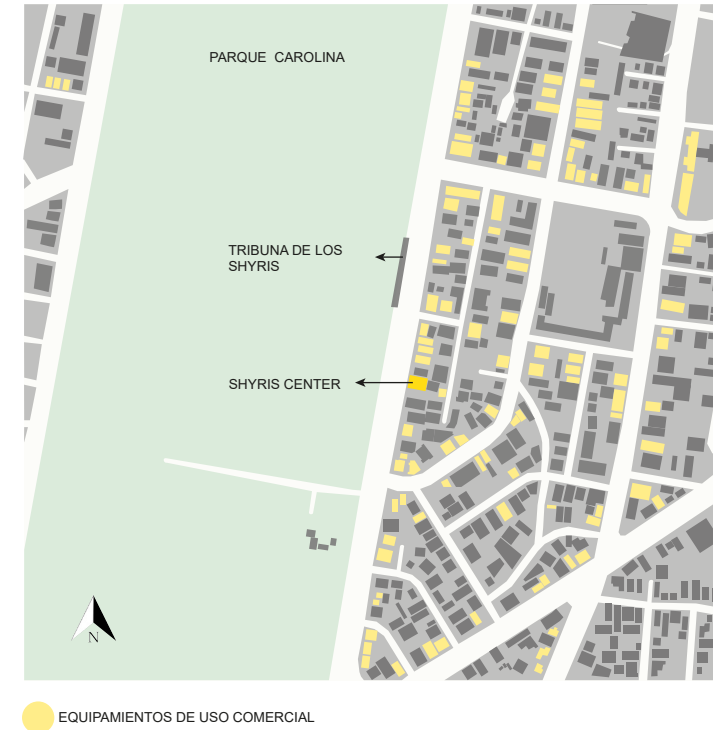 PARQUE CAROLINA
TRIBUNA DE LOS
SHYRIS
SHYRIS CENTER
N
EQUIPAMIENTOS DE USO COMERCIAL